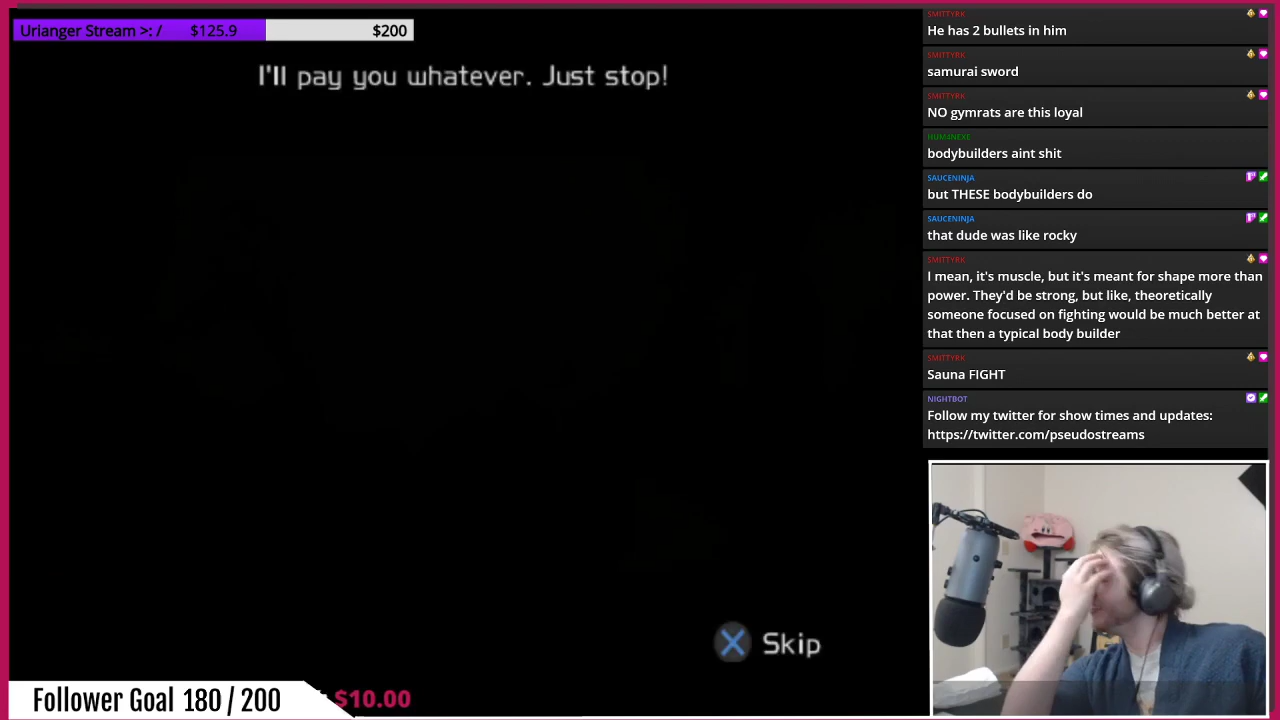 Urlanger Stream >: / $125.9 $200
I'll pay you whatever. Just stop!
Skip
Follower Goal 180 / 200
$10.00
SMITTYRK
He has 2 bullets in him
SMITTYRK
samurai sword
SMITTYRK
NO gymrats are this loyal
HUM4NEXE
bodybuilders aint shit
SAUCENINJA
but THESE bodybuilders do
SAUCENINJA
that dude was like rocky
SMITTYRK
I mean, it's muscle, but it's meant for shape more than
power. They'd be strong, but like, theoretically
someone focused on fighting would be much better at
that then a typical body builder
SMITTYRK
Sauna FIGHT
NIGHTBOT
Follow my twitter for show times and updates:
https://twitter.com/pseudostreams